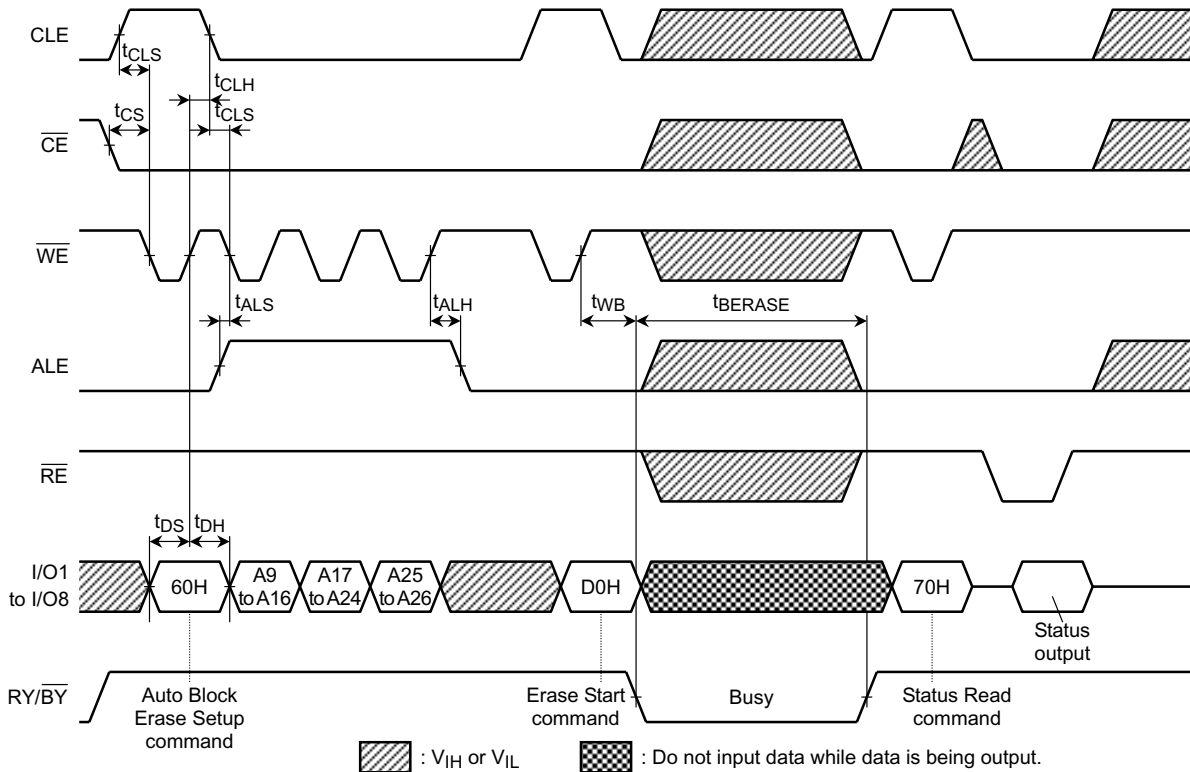 CLE
tCLS
tCLH
tCS
tCLS
CE
WE
tALS
tALH
tWB
tBERASE
ALE
RE
tDS
tDH
I/O1
to I/O8
60H
A9
to A16
A17
to A24
A25
to A26
D0H
70H
Status
output
RY/BY
Auto Block
Erase Setup
command
Erase Start
command
Busy
Status Read
command
: VIH or VIL
: Do not input data while data is being output.